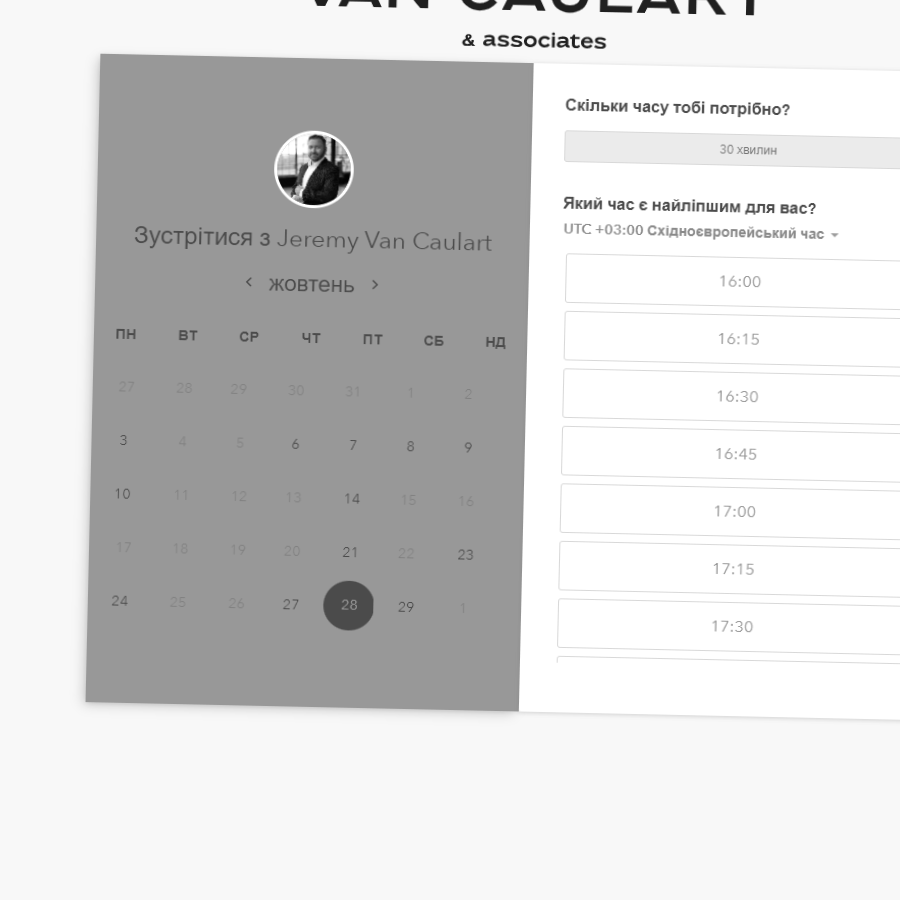 VAN CAULART
& associates
Зустрітися з Jeremy Van Caulart
жовтень
ПН ВТ СР ЧТ ПТ СБ НД
27 28 29 30 31 1 2
3 4 5 6 7 8 9
10 11 12 13 14 15 16
17 18 19 20 21 22 23
24 25 26 27 28 29 1
Скільки часу тобі потрібно?
30 хвилин
Який час є найліпшим для вас?
UTC +03:00 Східноєвропейський час
16:00
16:15
16:30
16:45
17:00
17:15
17:30